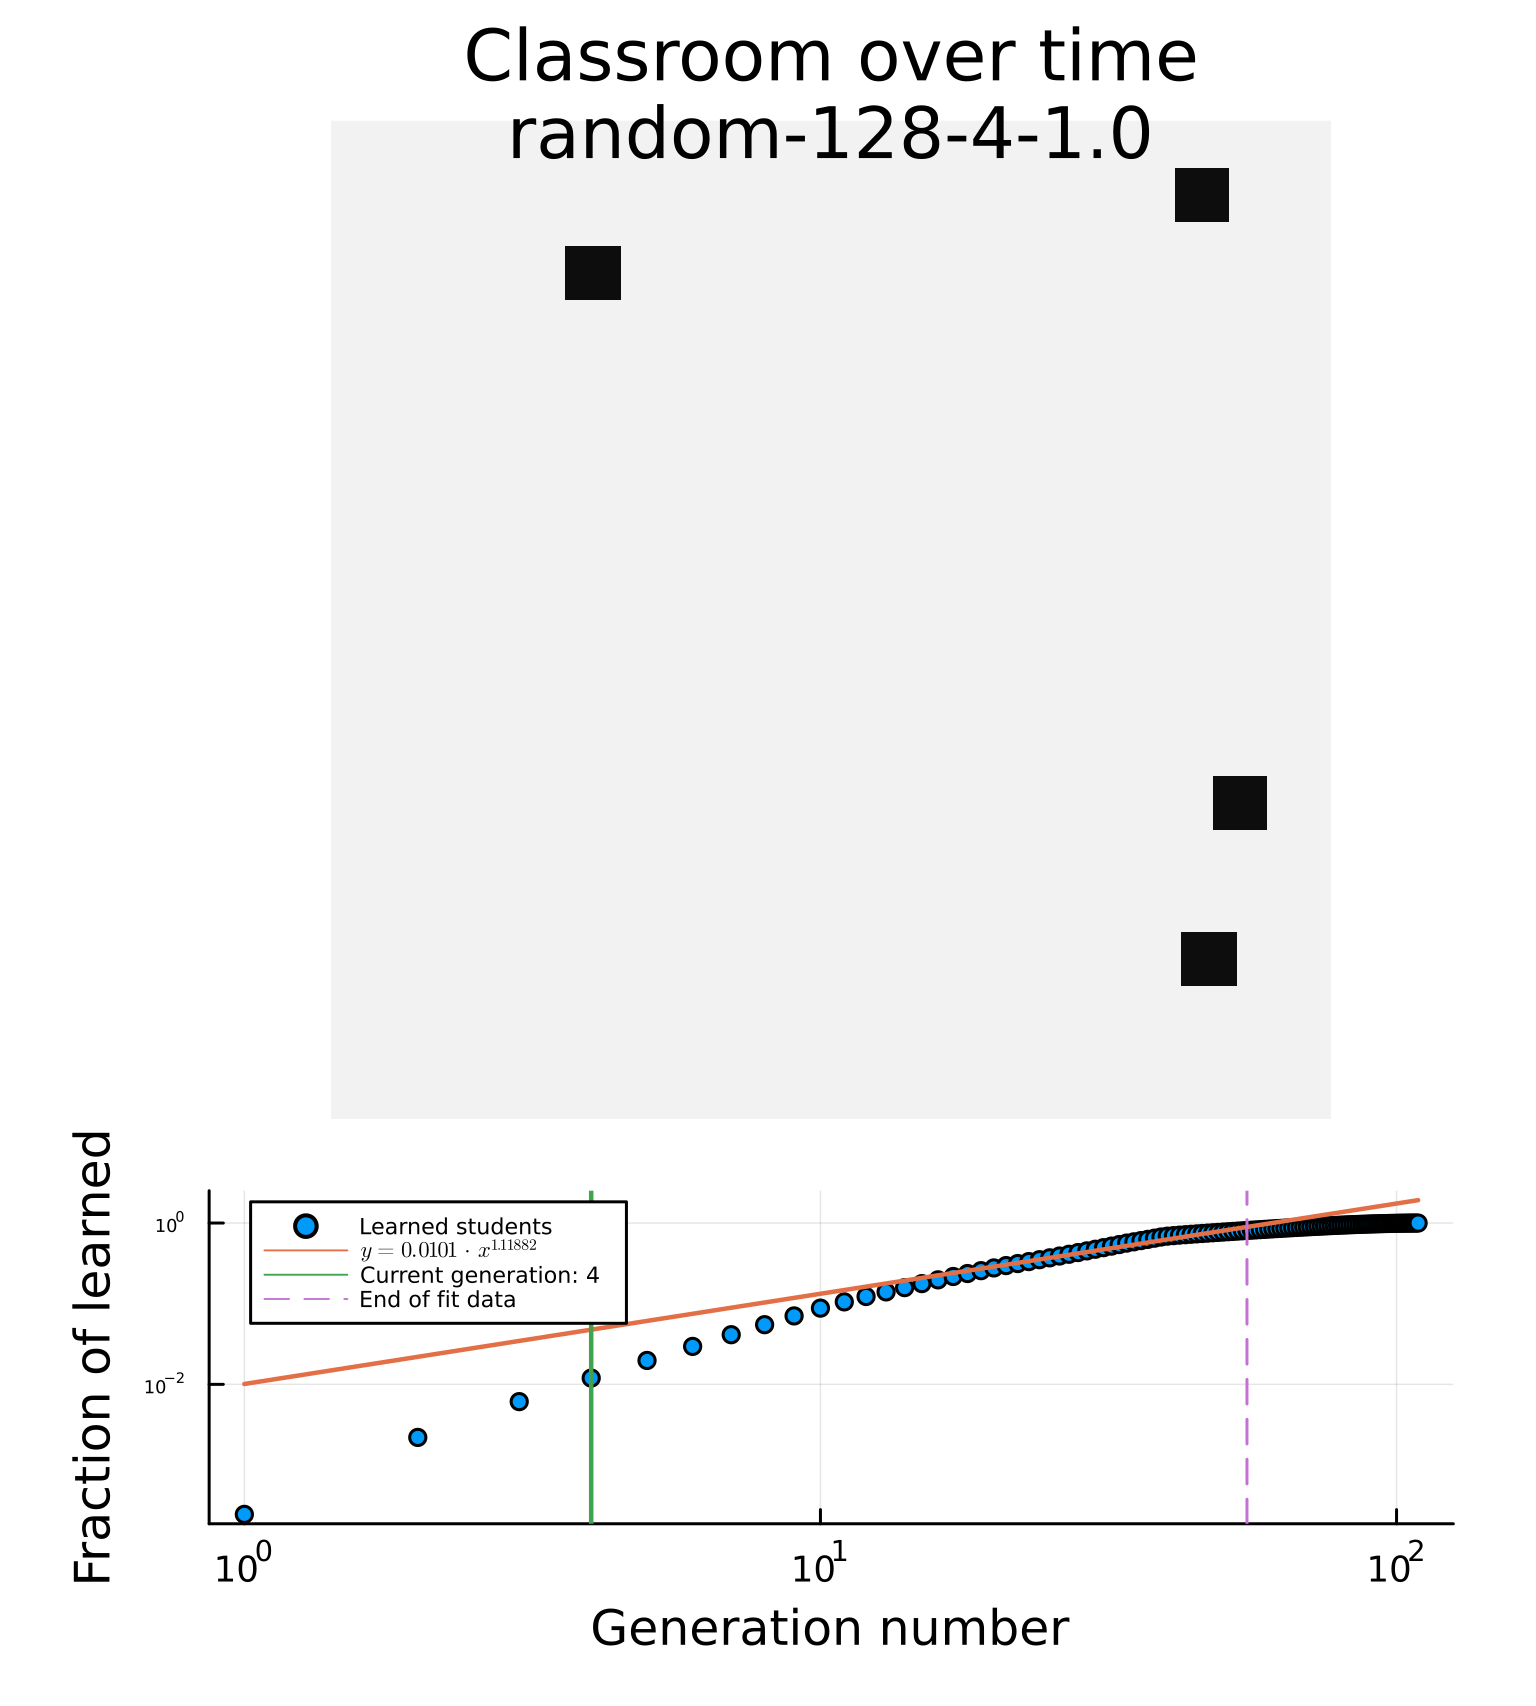 Classroom over time
random-128-4-1.0
Fraction of learned
10^0
10^−2
Learned students
y = 0.0101 · x^1.11882
Current generation: 4
End of fit data
10^0
10^1
10^2
Generation number